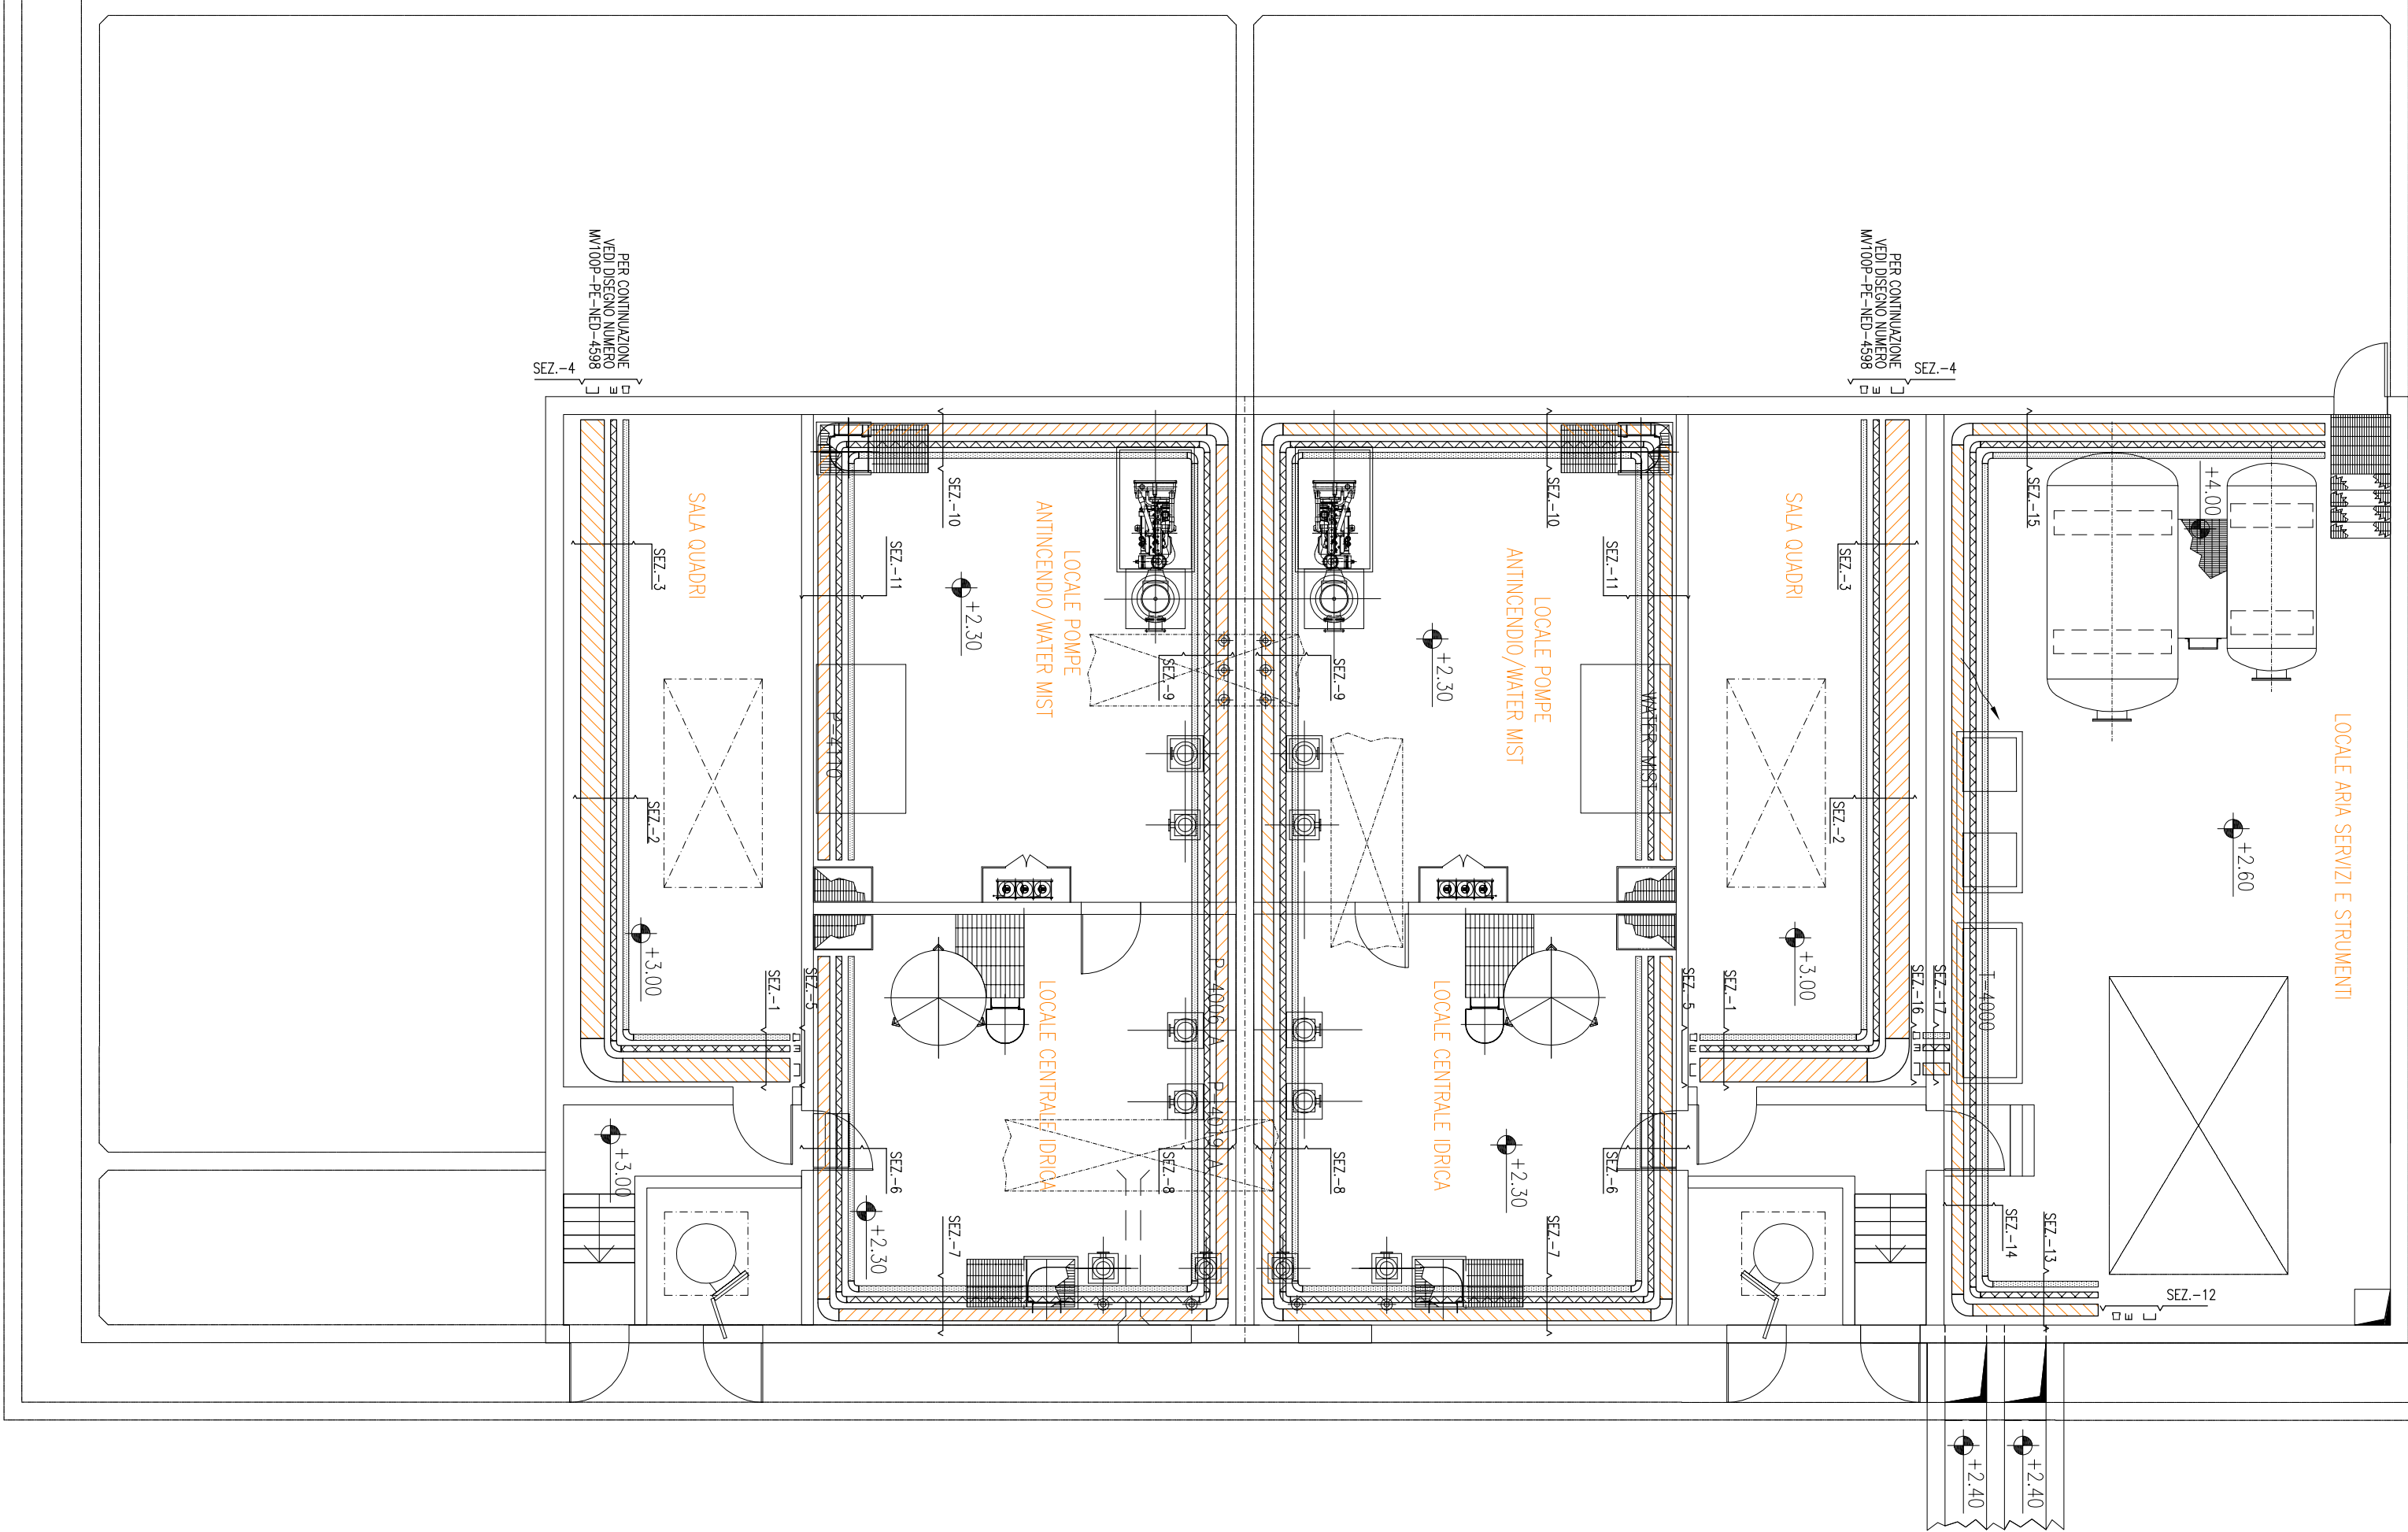 PER CONTINUAZIONE
VEDI DISEGNO NUMERO
MV100P-PE-NED-4598
SEZ.-4
PER CONTINUAZIONE
VEDI DISEGNO NUMERO
MV100P-PE-NED-4598
SEZ.-4
SALA QUADRI
SEZ.-3
SEZ.-2
+3.00
SEZ.-1
SEZ.-5
+3.00
SEZ.-10
SEZ.-11
+2.30
LOCALE POMPE
ANTINCENDIO/WATER MIST
SEZ.-9
P-4110
LOCALE CENTRALE IDRICA
P-4006 A
P-4019 A
SEZ.-6
SEZ.-8
+2.30
SEZ.-7
SEZ.-10
SEZ.-11
+2.30
LOCALE POMPE
ANTINCENDIO/WATER MIST
SEZ.-9
WATER MIST
LOCALE CENTRALE IDRICA
SEZ.-8
+2.30
SEZ.-6
SEZ.-7
SALA QUADRI
SEZ.-3
SEZ.-2
+3.00
SEZ.-5
SEZ.-1
SEZ.-16
SEZ.-17
SEZ.-15
+4.00
LOCALE ARIA SERVIZI E STRUMENTI
+2.60
T-4000
SEZ.-14
SEZ.-13
SEZ.-12
+2.40
+2.40